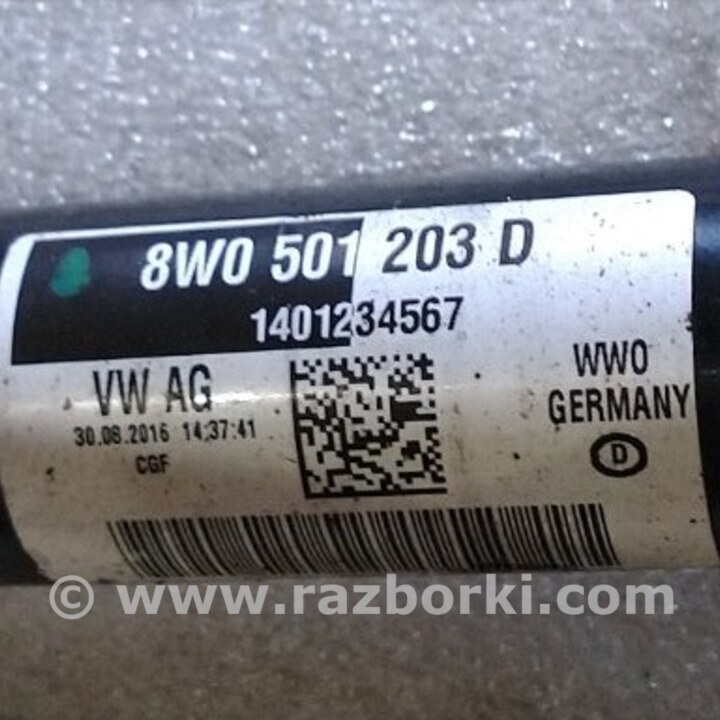 8W0 501 203 D
1401234567
VW AG
30.08.2016 14:37:41
CGF
WWO
GERMANY
D
© www.razborki.com